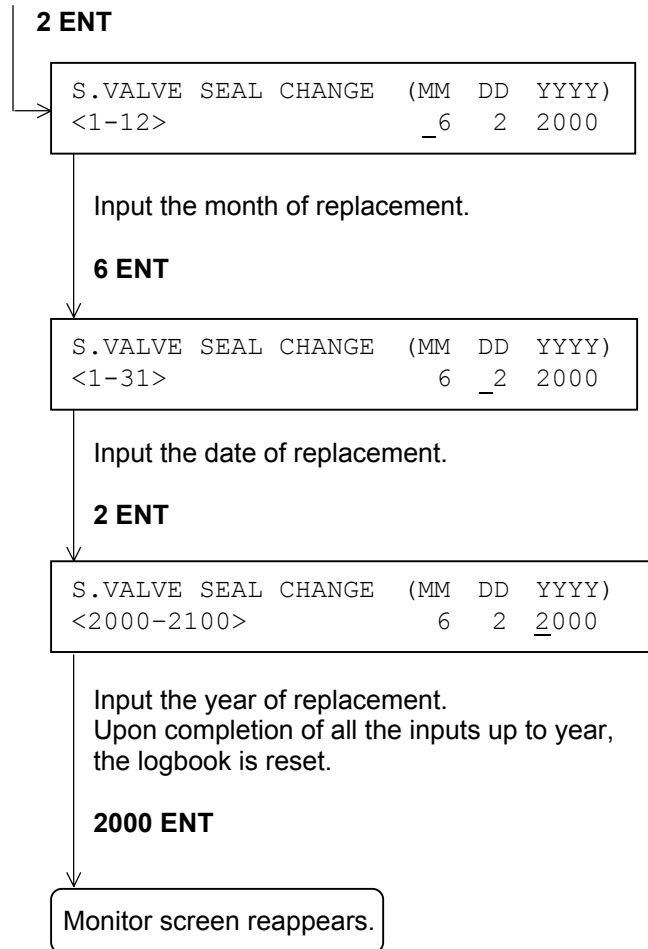 2 ENT
S.VALVE SEAL CHANGE (MM DD YYYY)
<1-12> 6 2 2000
Input the month of replacement.
6 ENT
S.VALVE SEAL CHANGE (MM DD YYYY)
<1-31> 6 2 2000
Input the date of replacement.
2 ENT
S.VALVE SEAL CHANGE (MM DD YYYY)
<2000–2100> 6 2 2000
Input the year of replacement.
Upon completion of all the inputs up to year,
the logbook is reset.
2000 ENT
Monitor screen reappears.